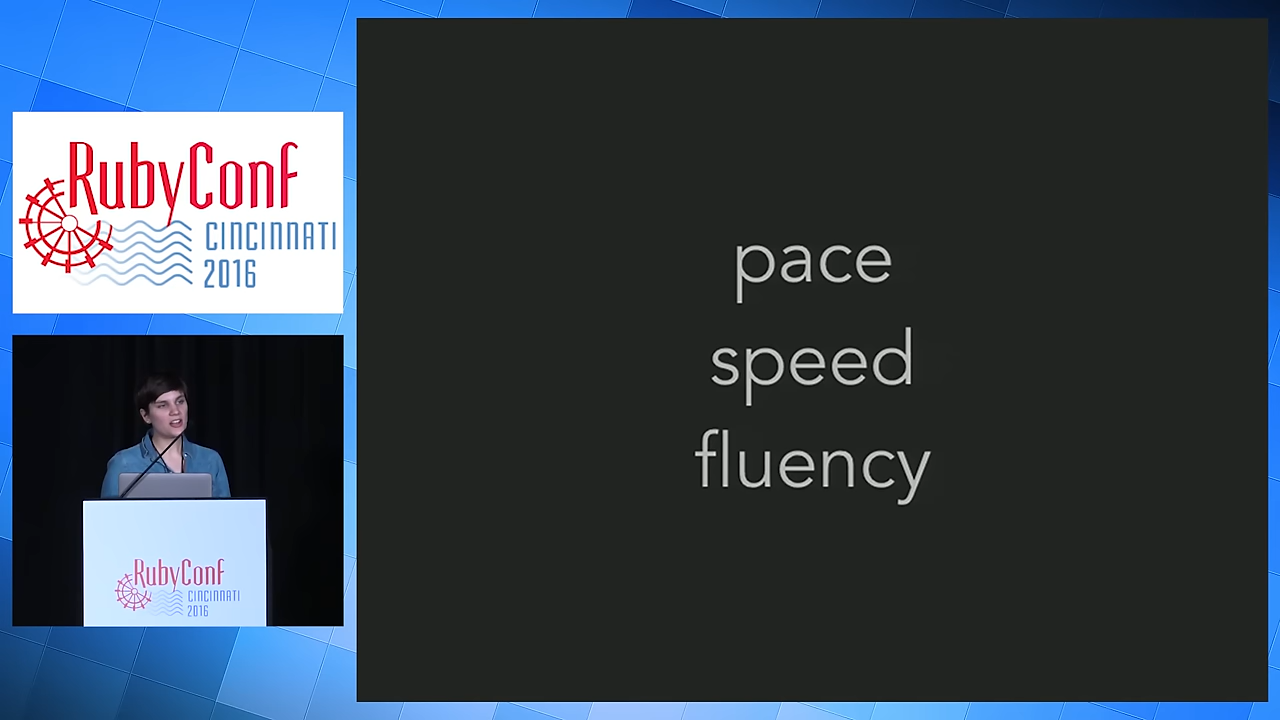 RubyConf
CINCINNATI
2016
pace
speed
fluency
RubyConf
CINCINNATI
2016